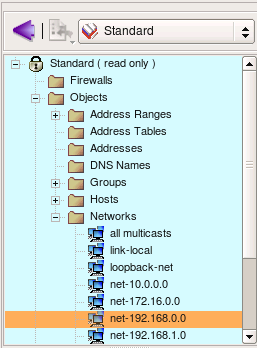 Standard
Standard ( read only )
Firewalls
Objects
Address Ranges
Address Tables
Addresses
DNS Names
Groups
Hosts
Networks
all multicasts
link-local
loopback-net
net-10.0.0.0
net-172.16.0.0
net-192.168.0.0
net-192.168.1.0